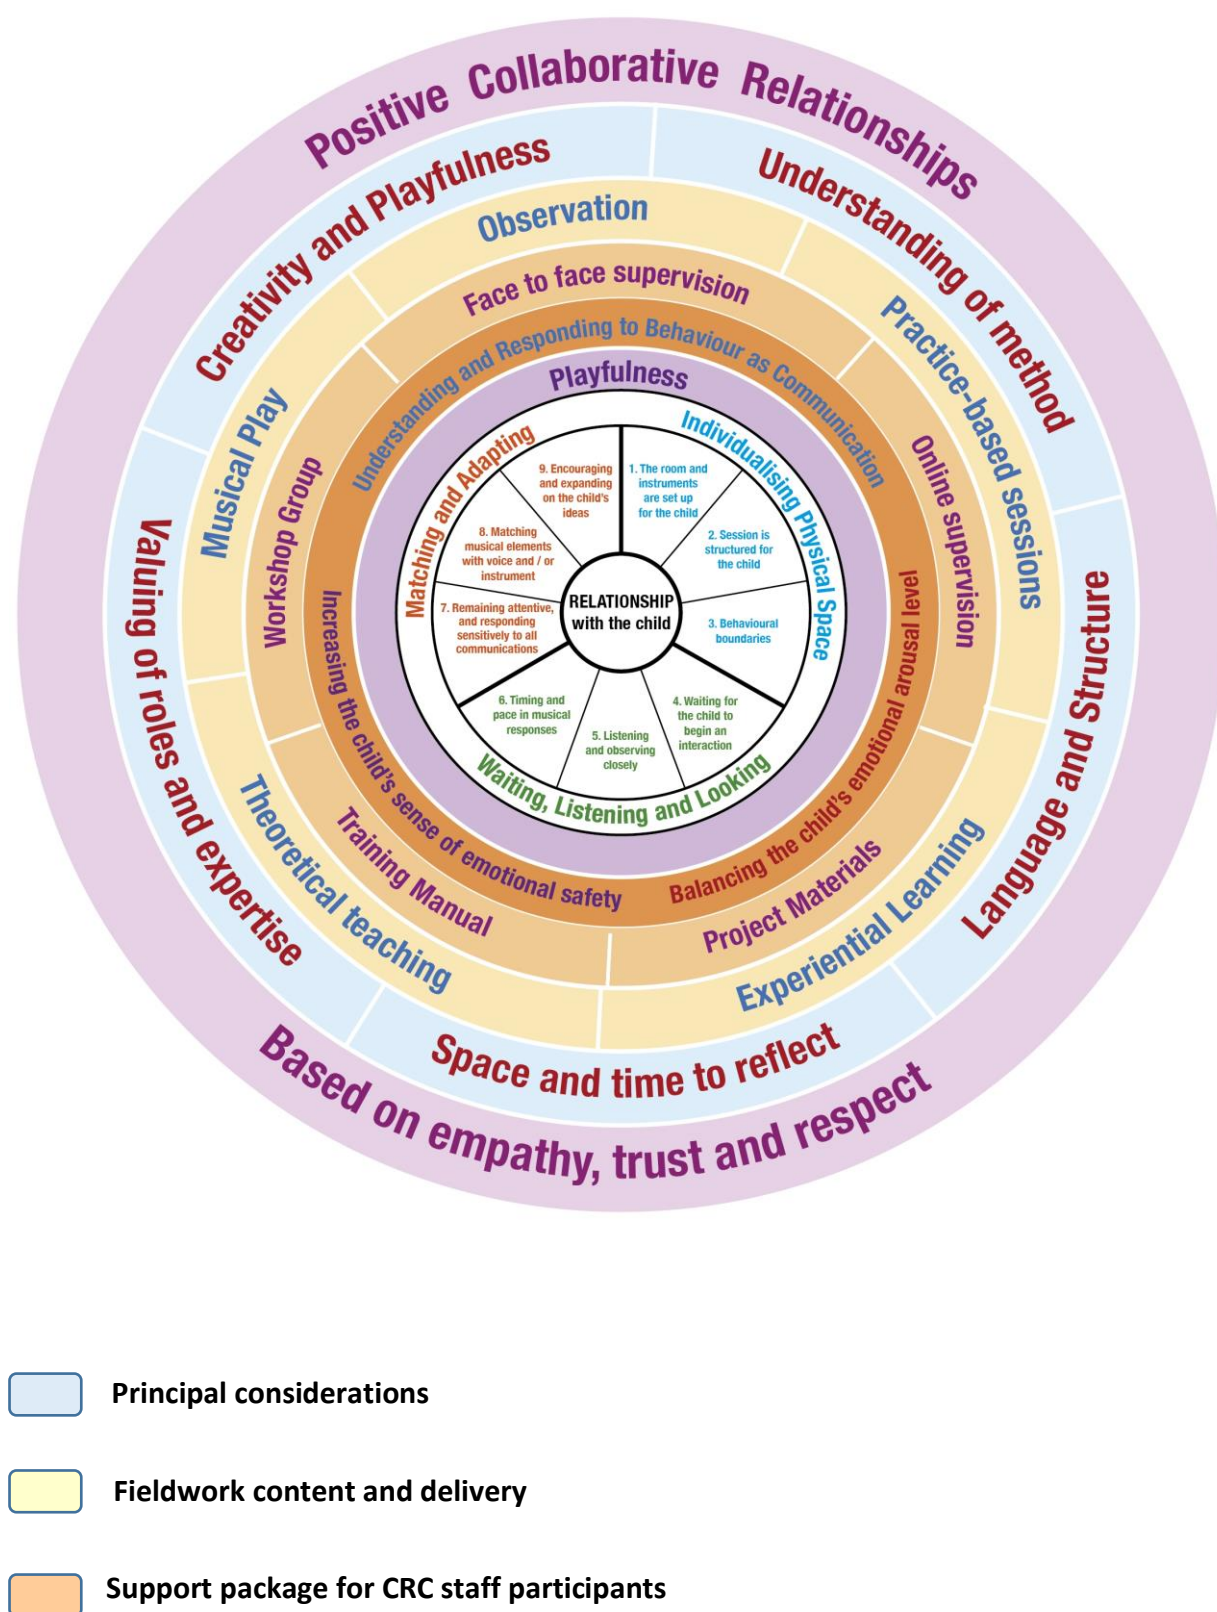 Positive Collaborative Relationships
Based on empathy, trust and respect
Creativity and Playfulness
Understanding of method
Language and Structure
Space and time to reflect
Valuing of roles and expertise
Observation
Practice-based sessions
Experiential Learning
Theoretical teaching
Musical Play
Face to face supervision
Online supervision
Project Materials
Training Manual
Workshop Group
Understanding and Responding to Behaviour as Communication
Balancing the child's emotional arousal level
Increasing the child's sense of emotional safety
Playfulness
Individualising Physical Space
1. The room and
instruments
are set up
for the child
2. Session is
structured for
the child
3. Behavioural
boundaries
Waiting, Listening and Looking
4. Waiting for
the child to
begin an
interaction
5. Listening
and observing
closely
6. Timing and
pace in musical
responses
Matching and Adapting
7. Remaining attentive,
and responding
sensitively to all
communications
8. Matching
musical elements
with voice and / or
instrument
9. Encouraging
and expanding
on the child's
ideas
RELATIONSHIP
with the child
Principal considerations
Fieldwork content and delivery
Support package for CRC staff participants